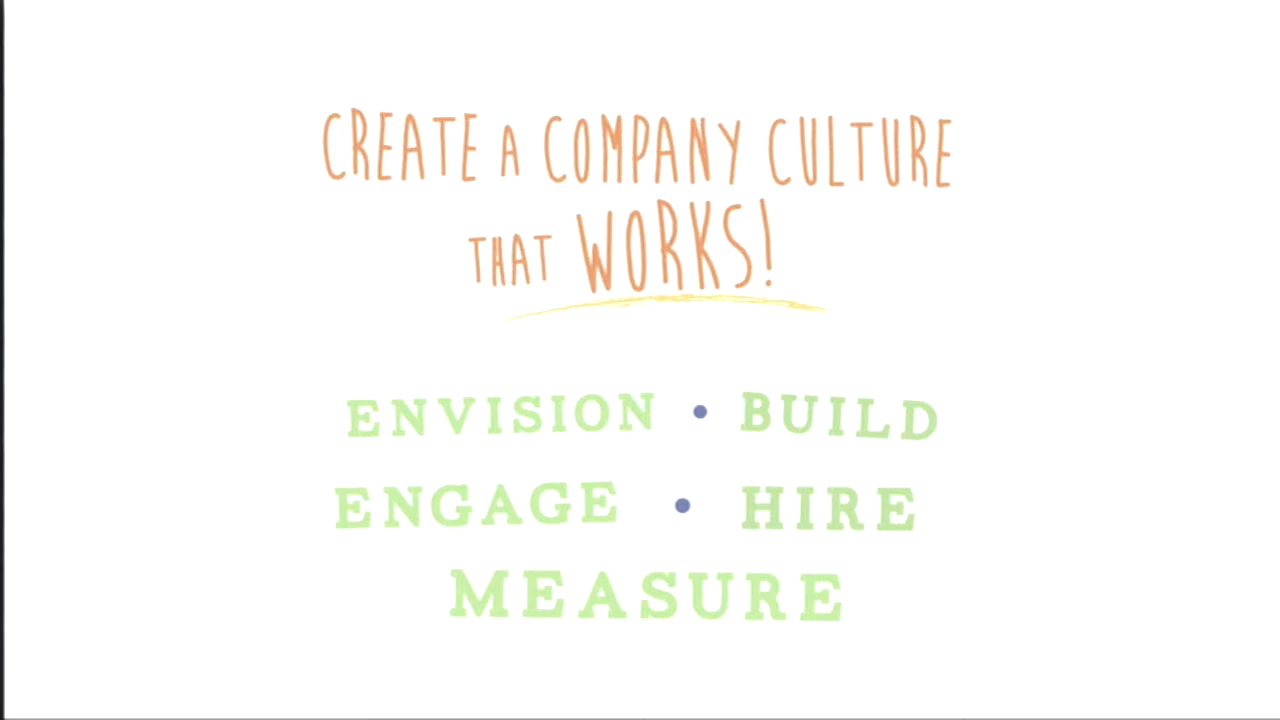 CREATE A COMPANY CULTURE
THAT WORKS!
ENVISION • BUILD
ENGAGE • HIRE
MEASURE